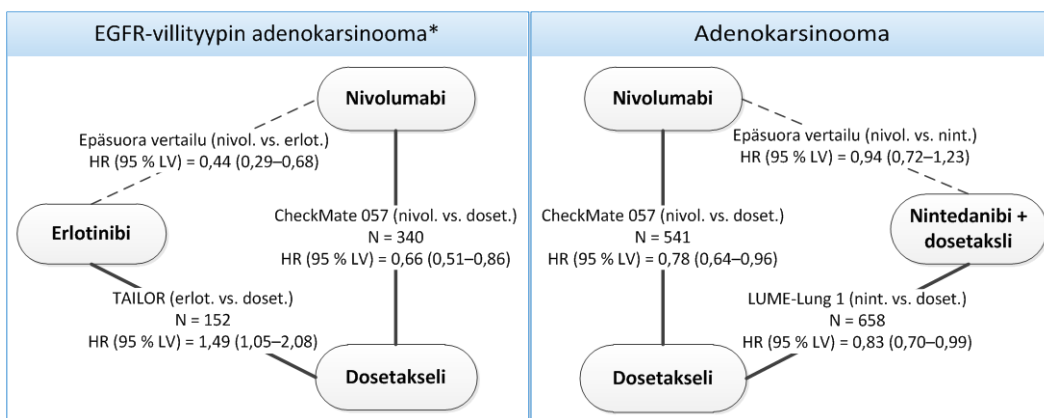 EGFR-villityypin adenokarsinooma*
Nivolumabi
Epäsuora vertailu (nivol. vs. erlot.)
HR (95 % LV) = 0,44 (0,29–0,68)
Erlotinibi
CheckMate 057 (nivol. vs. doset.)
N = 340
HR (95 % LV) = 0,66 (0,51–0,86)
TAILOR (erlot. vs. doset.)
N = 152
HR (95 % LV) = 1,49 (1,05–2,08)
Dosetakseli
Adenokarsinooma
Nivolumabi
Epäsuora vertailu (nivol. vs. nint.)
HR (95 % LV) = 0,94 (0,72–1,23)
CheckMate 057 (nivol. vs. doset.)
N = 541
HR (95 % LV) = 0,78 (0,64–0,96)
Nintedanibi +
dosetaksli
LUME-Lung 1 (nint. vs. doset.)
N = 658
HR (95 % LV) = 0,83 (0,70–0,99)
Dosetakseli